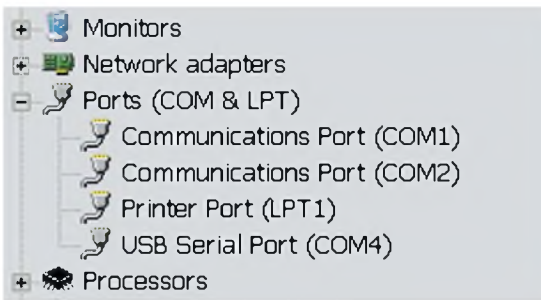 Monitors
Network adapters
Ports (COM & LPT)
Communications Port (COM1)
Communications Port (COM2)
Printer Port (LPT1)
USB Serial Port (COM4)
Processors